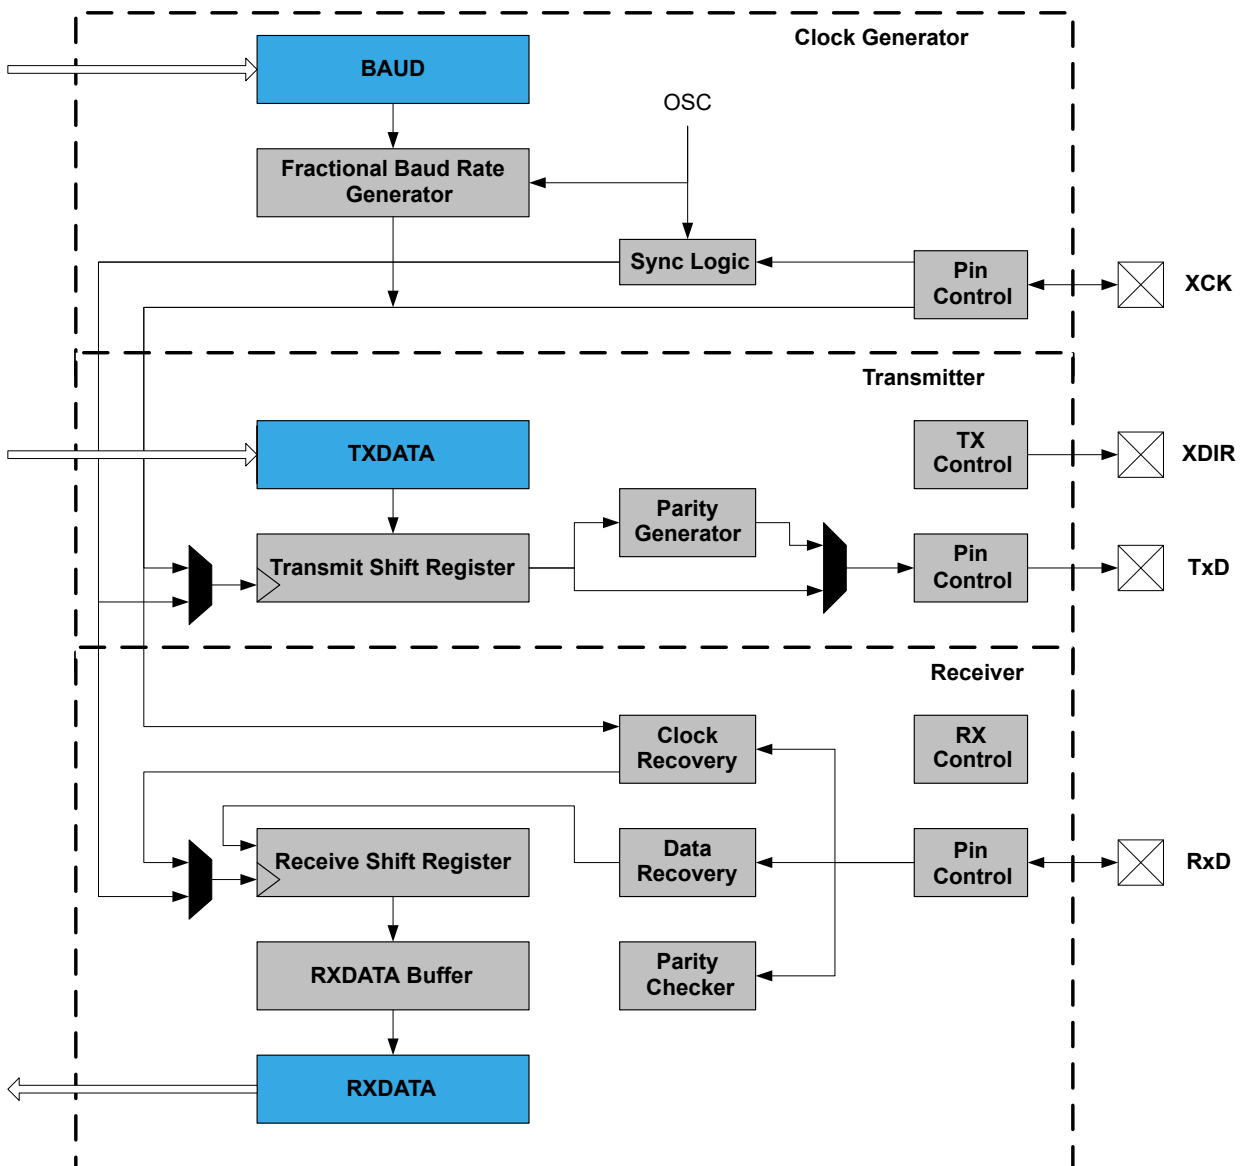 Clock Generator
BAUD
OSC
Fractional Baud Rate
Generator
Sync Logic
Pin
Control
XCK
Transmitter
TXDATA
TX
Control
XDIR
Parity
Generator
Transmit Shift Register
Pin
Control
TxD
Receiver
Clock
Recovery
RX
Control
Receive Shift Register
Data
Recovery
Pin
Control
RxD
RXDATA Buffer
Parity
Checker
RXDATA